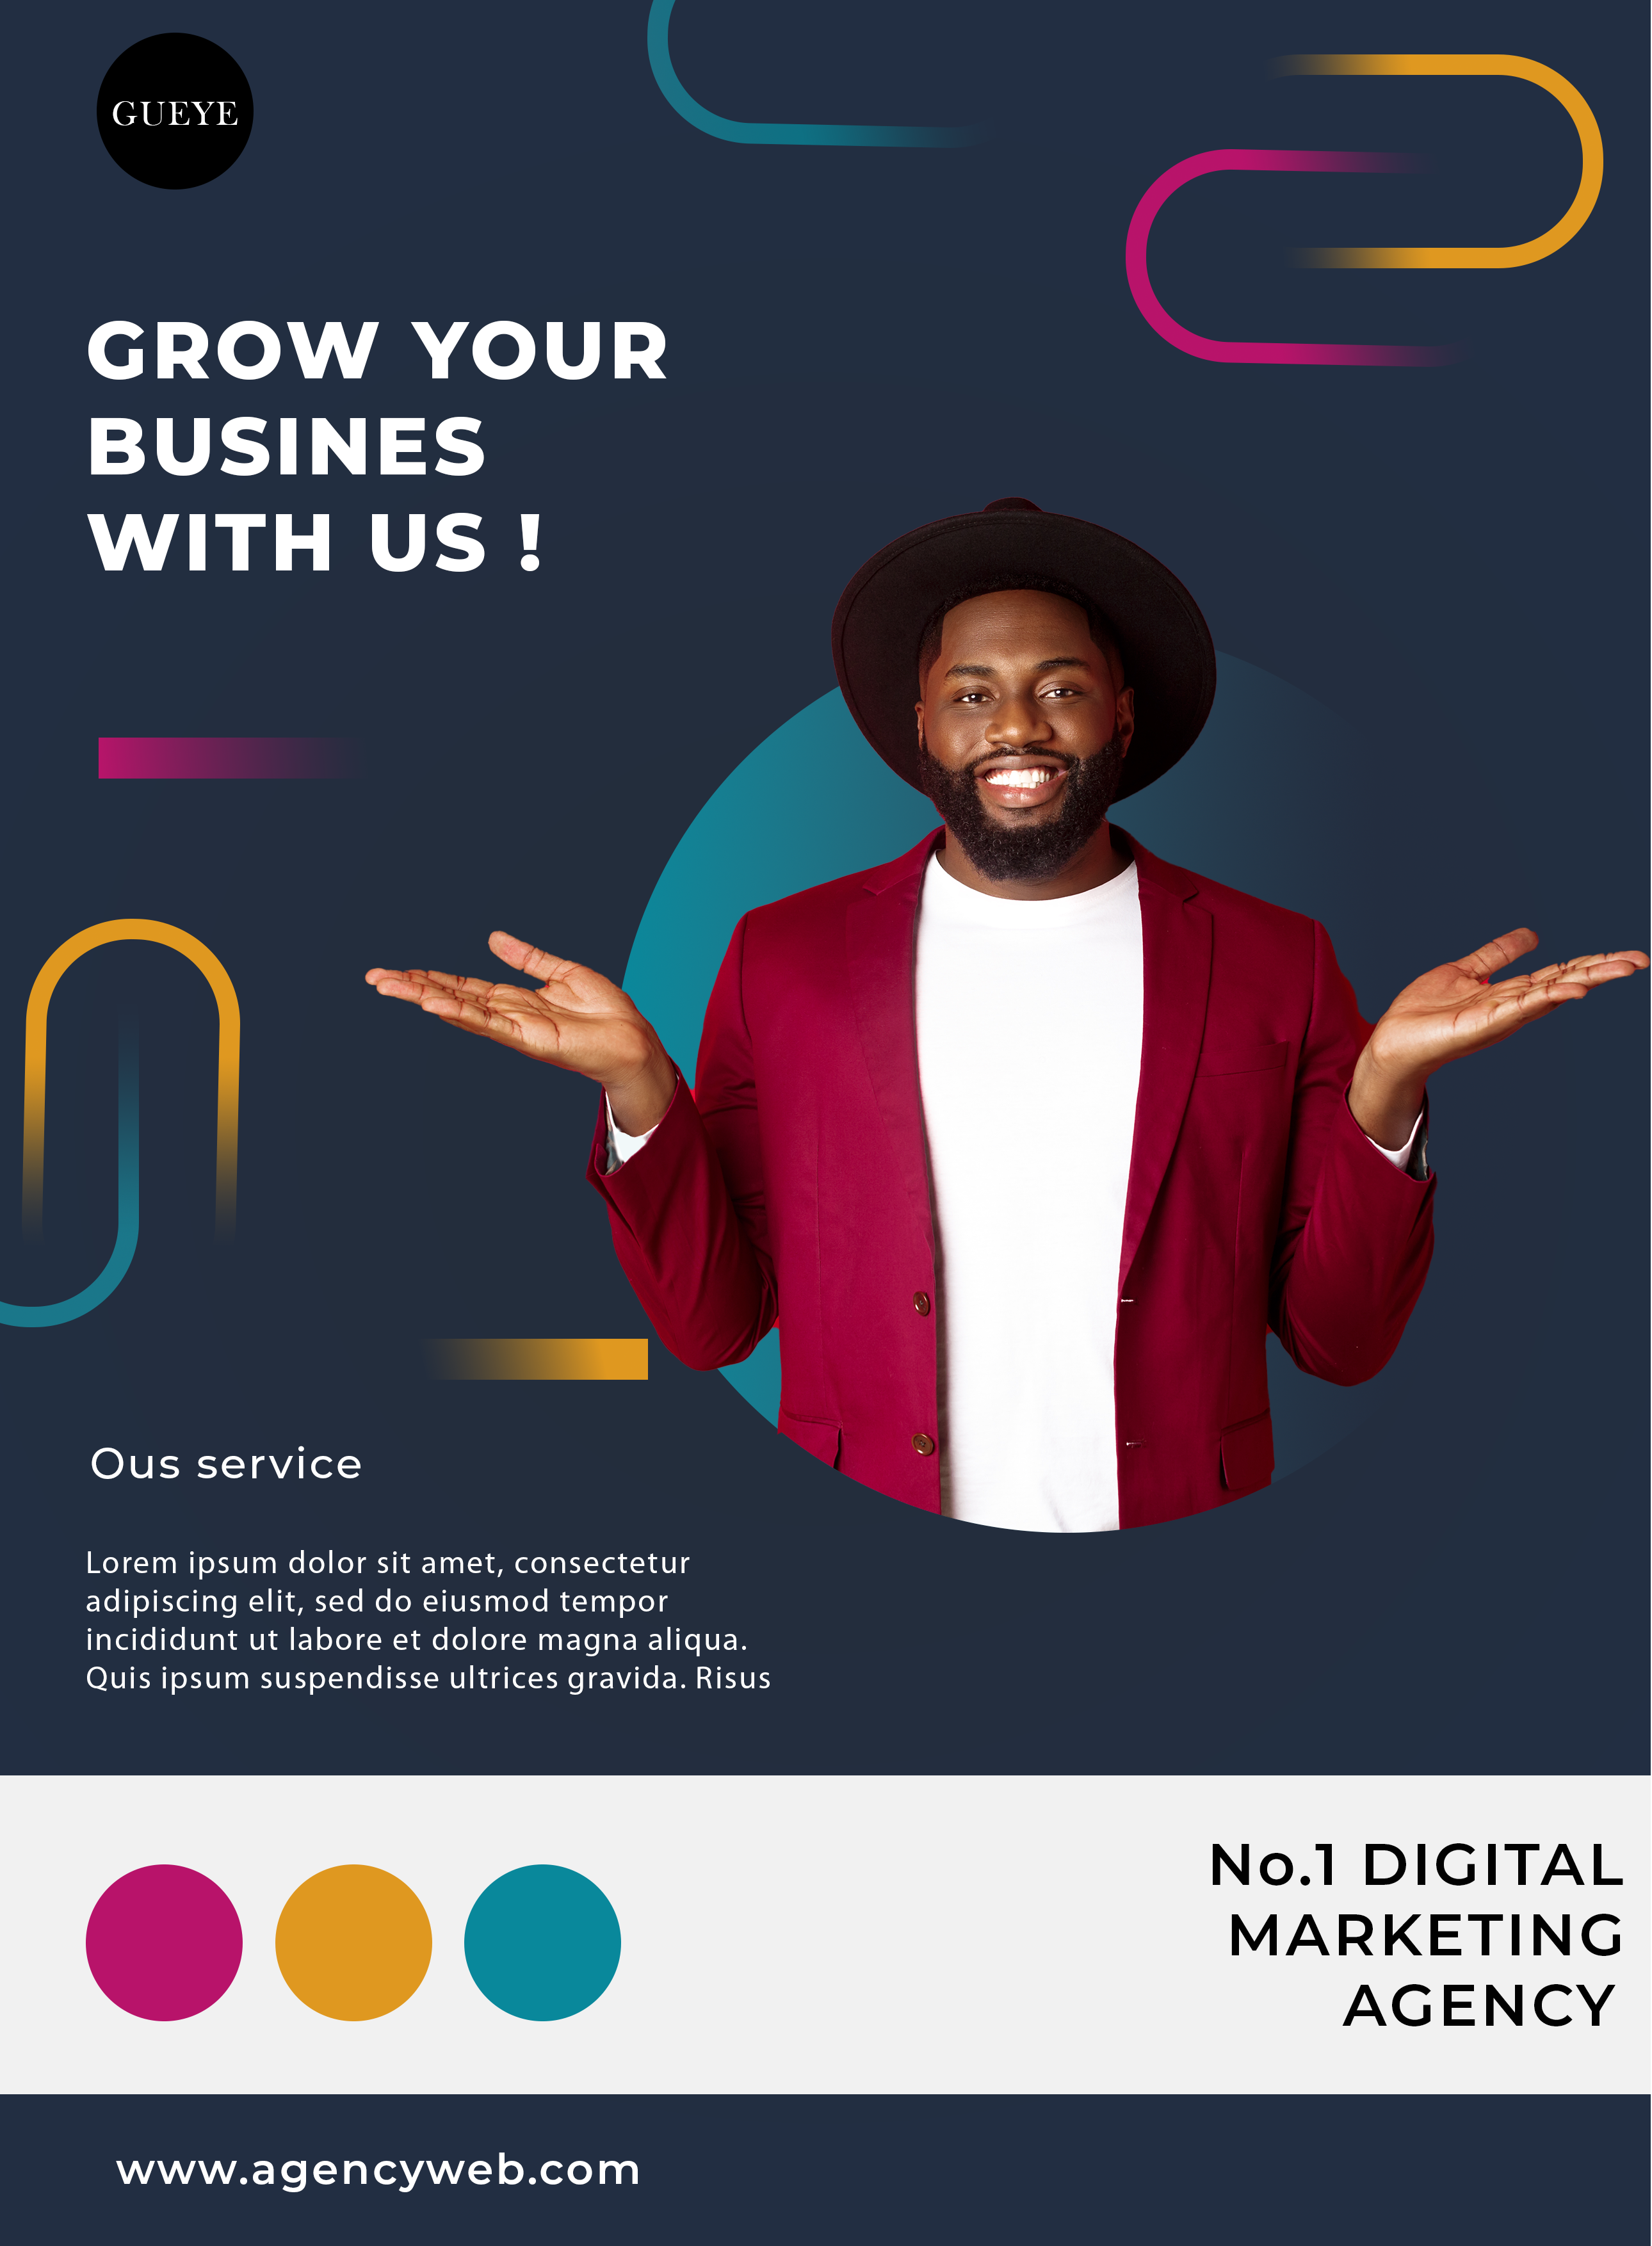 GUEYE
GROW YOUR
BUSINES
WITH US !
Ous service
Lorem ipsum dolor sit amet, consectetur
adipiscing elit, sed do eiusmod tempor
incididunt ut labore et dolore magna aliqua.
Quis ipsum suspendisse ultrices gravida. Risus
No.1 DIGITAL
MARKETING
AGENCY
www.agencyweb.com